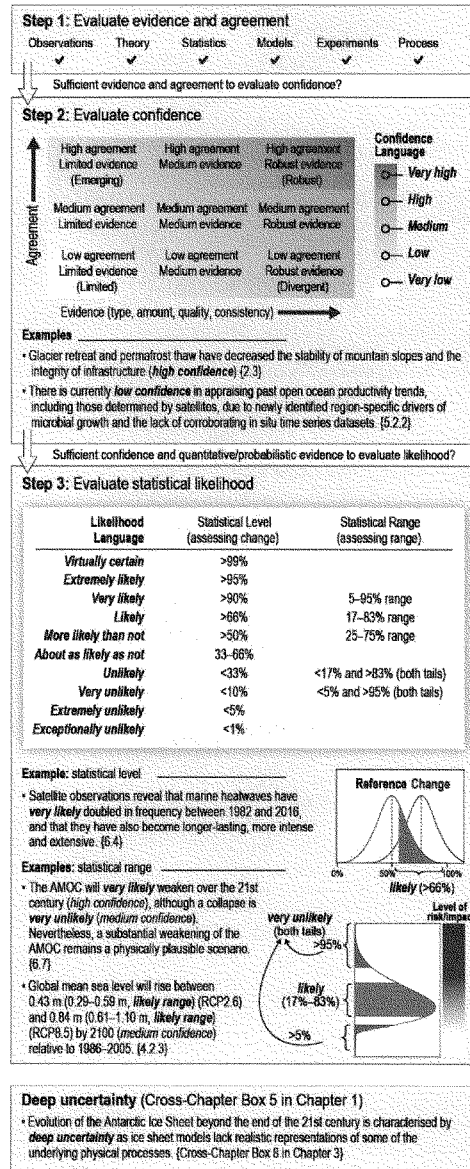 Step 1: Evaluate evidence and agreement
Observations Theory Statistics Models Experiments Process
✔ ✔ ✔ ✔ ✔ ✔
Sufficient evidence and agreement to evaluate confidence?
Step 2: Evaluate confidence
Agreement
High agreement
Limited evidence
(Emerging)
High agreement
Medium evidence
High agreement
Robust evidence
(Robust)
Medium agreement
Limited evidence
Medium agreement
Medium evidence
Medium agreement
Robust evidence
Low agreement
Limited evidence
(Limited)
Low agreement
Medium evidence
Low agreement
Robust evidence
(Divergent)
Evidence (type, amount, quality, consistency)
Confidence
Language
Very high
High
Medium
Low
Very low
Examples
• Glacier retreat and permafrost thaw have decreased the stability of mountain slopes and the
integrity of infrastructure (high confidence) {2.3}
• There is currently low confidence in appraising past open ocean productivity trends,
including those determined by satellites, due to newly identified region-specific drivers of
microbial growth and the lack of corroborating in situ time series datasets. {5.2.2}
Sufficient confidence and quantitative/probabilistic evidence to evaluate likelihood?
Step 3: Evaluate statistical likelihood
Likelihood Statistical Level Statistical Range
Language (assessing change) (assessing range)
Virtually certain >99%
Extremely likely >95%
Very likely >90% 5–95% range
Likely >66% 17–83% range
More likely than not >50% 25–75% range
About as likely as not 33–66%
Unlikely <33% <17% and >83% (both tails)
Very unlikely <10% <5% and >95% (both tails)
Extremely unlikely <5%
Exceptionally unlikely <1%
Example: statistical level
• Satellite observations reveal that marine heatwaves have
very likely doubled in frequency between 1982 and 2016,
and that they have also become longer-lasting, more intense
and extensive. {6.4}
Reference Change
0% 50% 100%
likely (>66%)
Examples: statistical range
• The AMOC will very likely weaken over the 21st
century (high confidence), although a collapse is
very unlikely (medium confidence).
Nevertheless, a substantial weakening of the
AMOC remains a physically plausible scenario.
{6.7}
• Global mean sea level will rise between
0.43 m (0.29–0.59 m, likely range) (RCP2.6)
and 0.84 m (0.61–1.10 m, likely range)
(RCP8.5) by 2100 (medium confidence)
relative to 1986–2005. {4.2.3}
Level of
risk/impact
very unlikely
(both tails)
>95%
likely
(17%–83%)
>5%
Deep uncertainty (Cross-Chapter Box 5 in Chapter 1)
• Evolution of the Antarctic Ice Sheet beyond the end of the 21st century is characterised by
deep uncertainty as ice sheet models lack realistic representations of some of the
underlying physical processes. {Cross-Chapter Box 8 in Chapter 3}